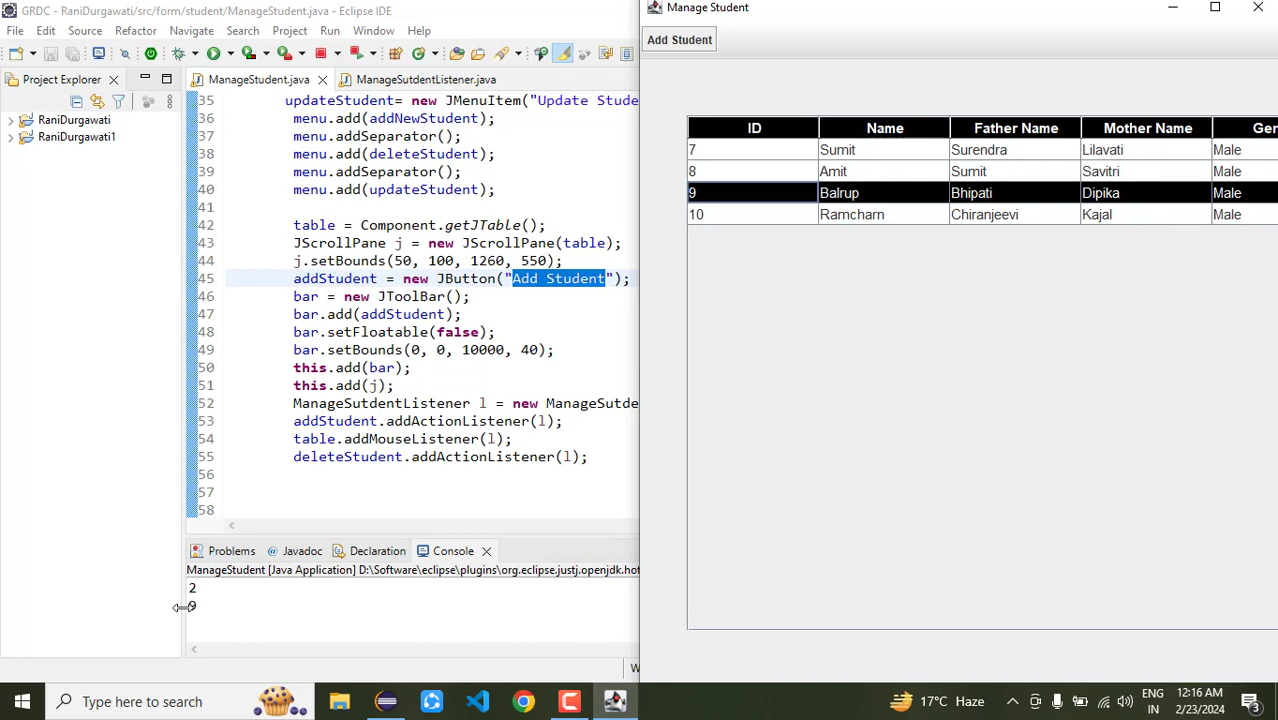 GRDC - RaniDurgawati/src/form/student/ManageStudent.java - Eclipse IDE
File Edit Source Refactor Navigate Search Project Run Window Help
Project Explorer
RaniDurgawati
RaniDurgawati1
ManageStudent.java
ManageSutdentListener.java
35 updateStudent= new JMenuItem("Update Stude
36 menu.add(addNewStudent);
37 menu.addSeparator();
38 menu.add(deleteStudent);
39 menu.addSeparator();
40 menu.add(updateStudent);
41
42 table = Component.getJTable();
43 JScrollPane j = new JScrollPane(table);
44 j.setBounds(50, 100, 1260, 550);
45 addStudent = new JButton("Add Student");
46 bar = new JToolBar();
47 bar.add(addStudent);
48 bar.setFloatable(false);
49 bar.setBounds(0, 0, 10000, 40);
50 this.add(bar);
51 this.add(j);
52 ManageSutdentListener l = new ManageSutde
53 addStudent.addActionListener(l);
54 table.addMouseListener(l);
55 deleteStudent.addActionListener(l);
56
57
58
Problems Javadoc Declaration Console
ManageStudent [Java Application] D:\Software\eclipse\plugins\org.eclipse.justj.openjdk.hot
2
9
Manage Student
Add Student
ID Name Father Name Mother Name Gen
7 Sumit Surendra Lilavati Male
8 Amit Sumit Savitri Male
9 Balrup Bhipati Dipika Male
10 Ramcharn Chiranjeevi Kajal Male
W
Type here to search
17°C Haze
ENG
IN
12:16 AM
2/23/2024
3